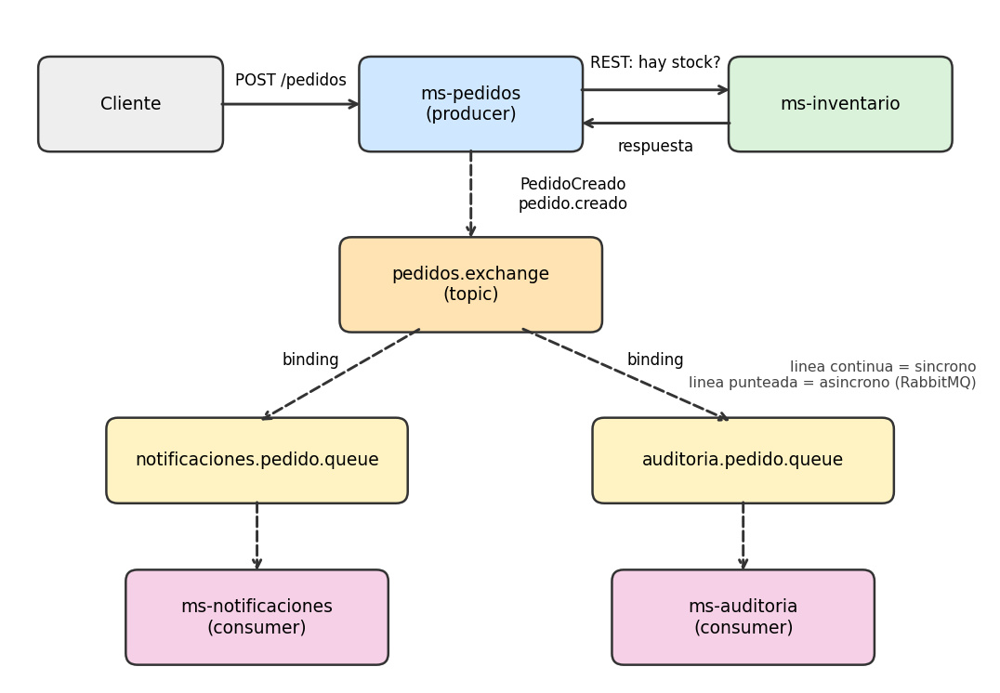 Cliente
POST /pedidos
ms-pedidos
(producer)
REST: hay stock?
respuesta
ms-inventario
PedidoCreado
pedido.creado
pedidos.exchange
(topic)
binding
binding
linea continua = sincrono
linea punteada = asincrono (RabbitMQ)
notificaciones.pedido.queue
auditoria.pedido.queue
ms-notificaciones
(consumer)
ms-auditoria
(consumer)